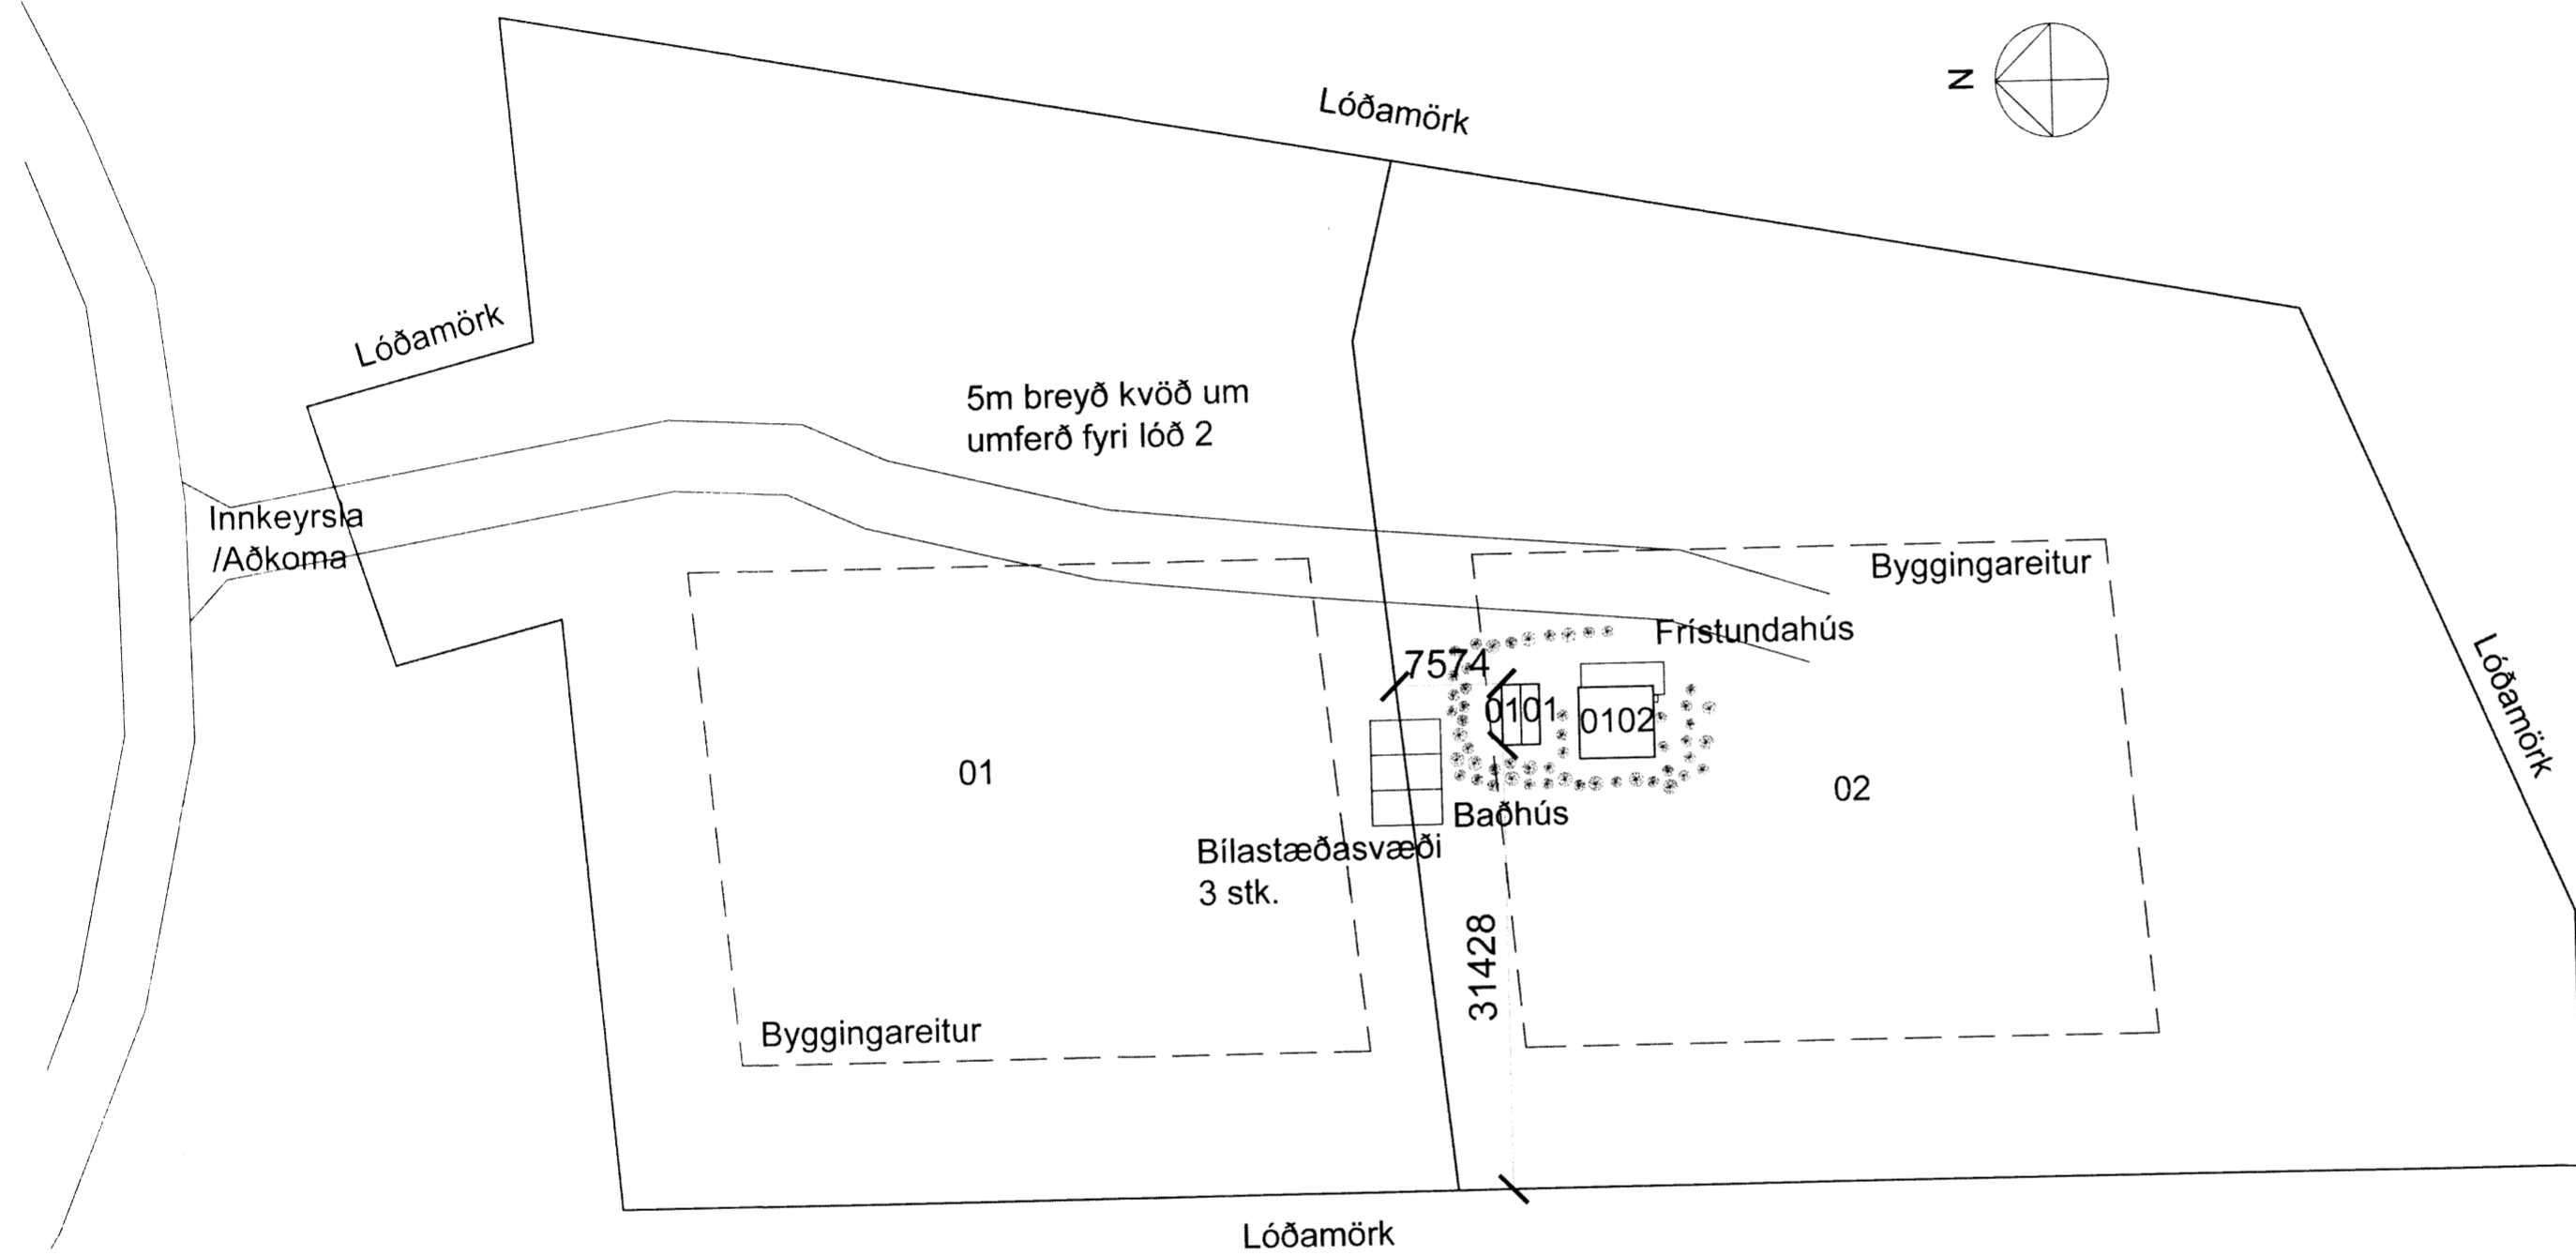 N
Lóðamörk
Lóðamörk
5m breyð kvöð um
umferð fyri lóð 2
Innkeyrsla
/Aðkoma
Byggingareitur
Frístundahús
7574
0101
0102
01
02
Baðhús
Bílastæðasvæði
3 stk.
Lóðamörk
31428
Byggingareitur
Lóðamörk